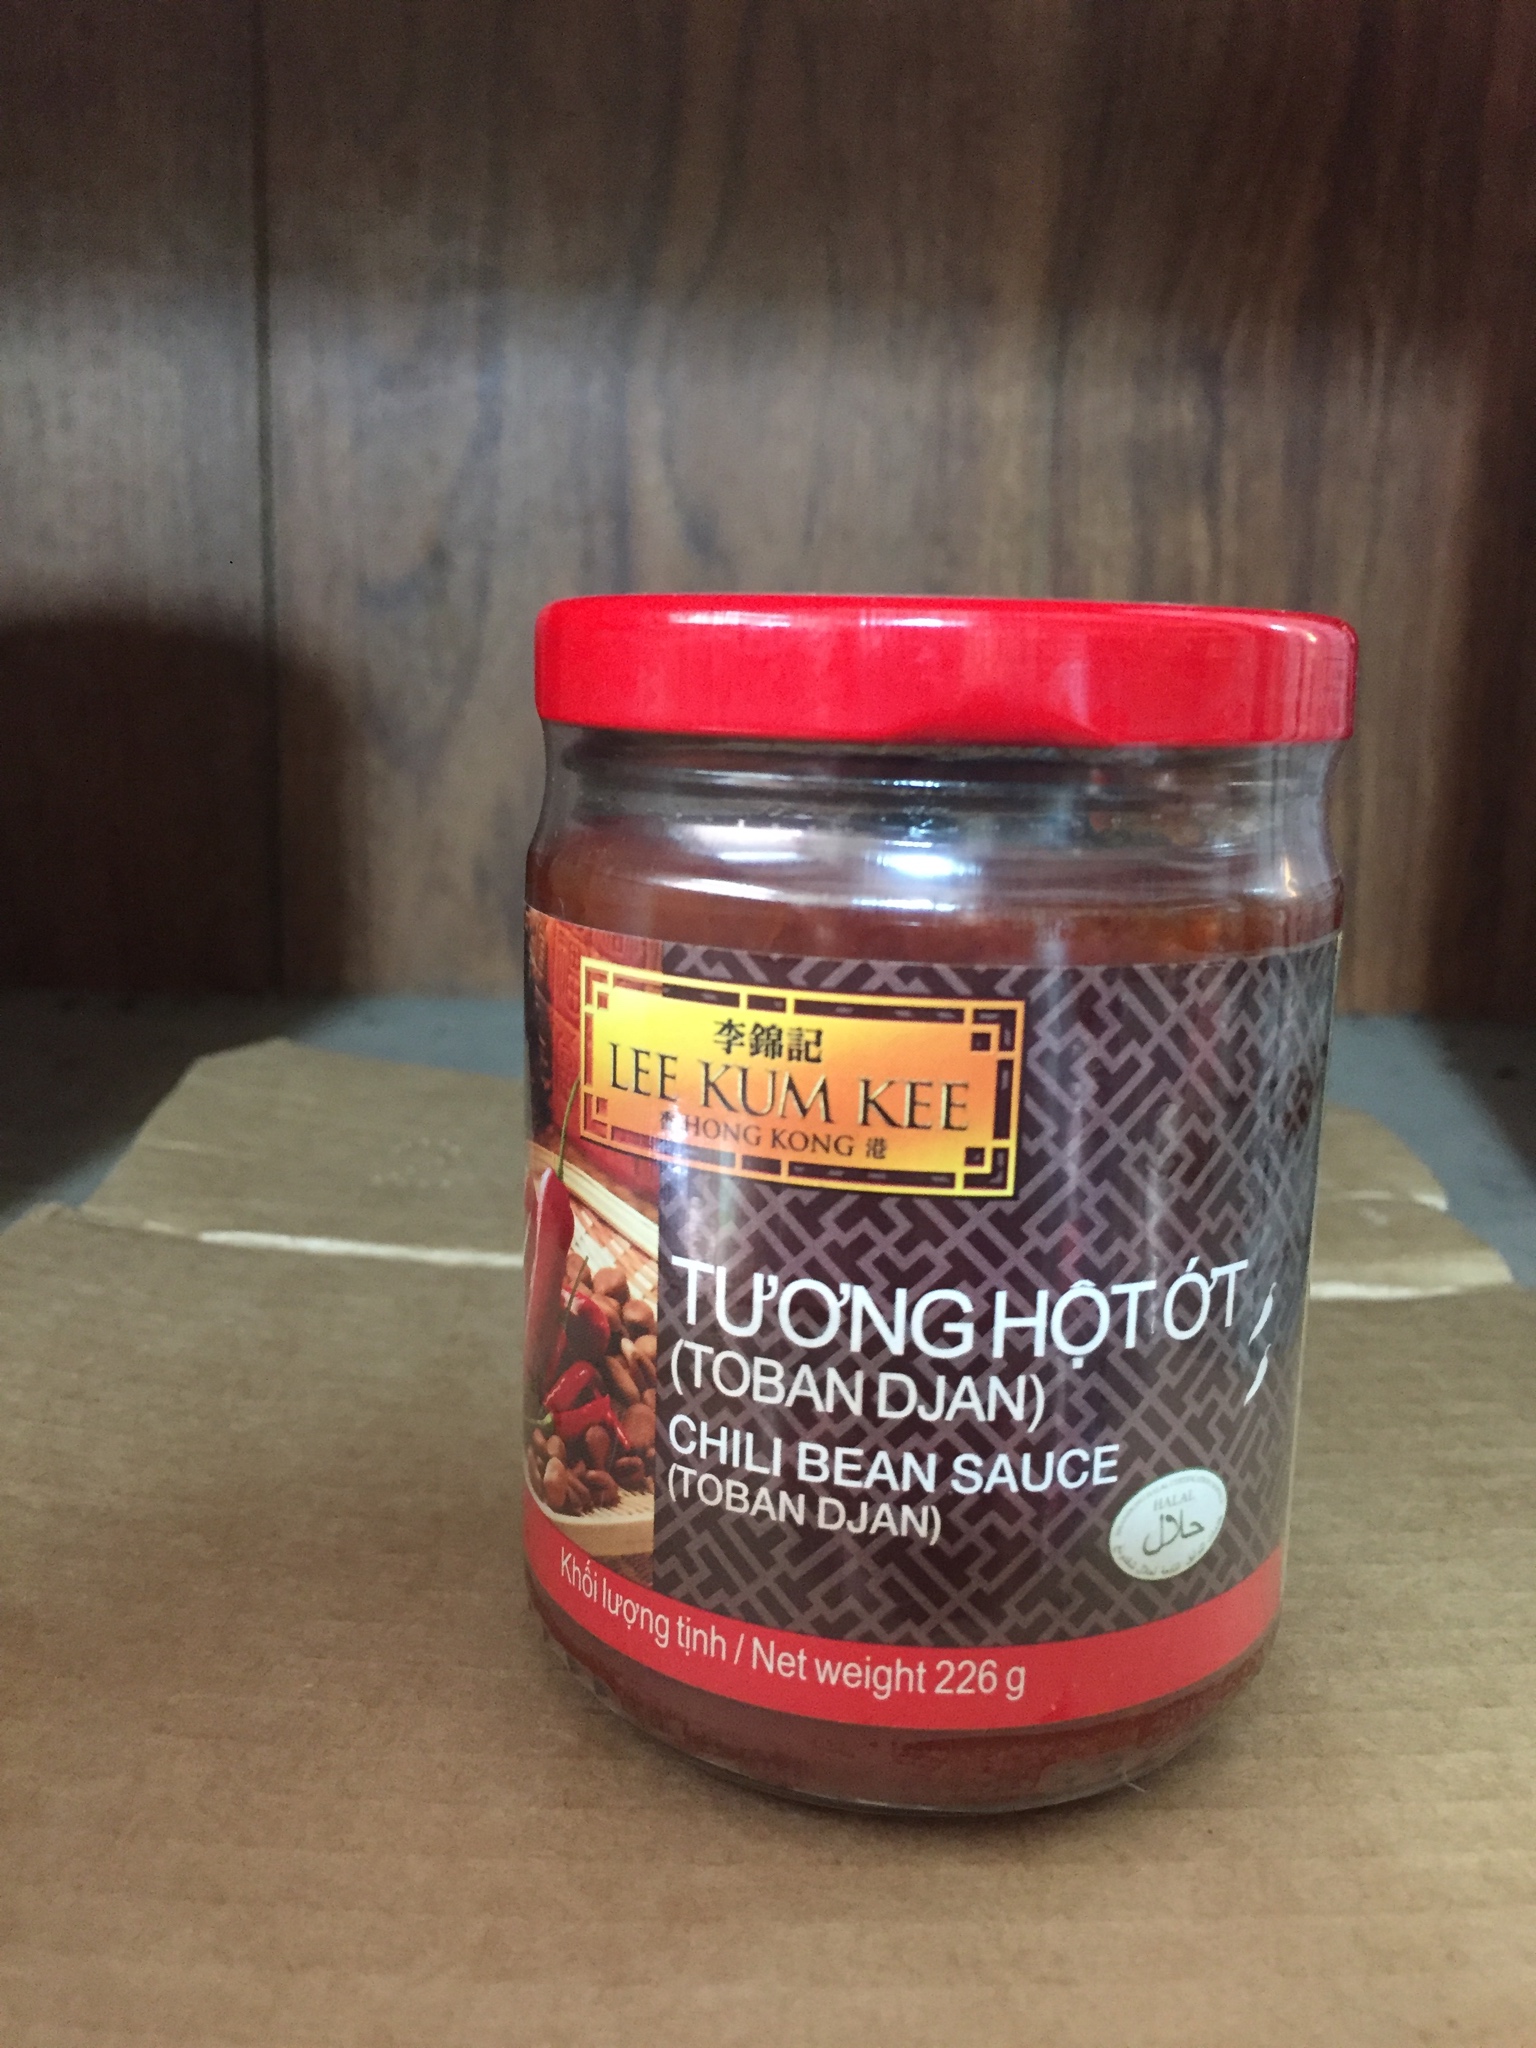 李錦記
LEE KUM KEE
香 HONG KONG 港
TƯƠNG HỘT ỚT
(TOBAN DJAN)
CHILI BEAN SAUCE
(TOBAN DJAN)
HALAL
حلال
Khối lượng tịnh / Net weight 226 g